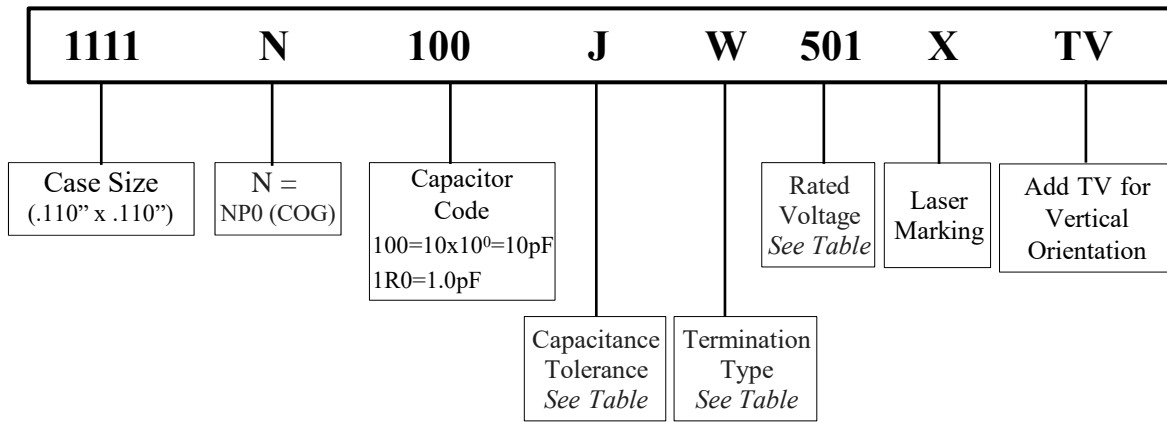 1111 N 100 J W 501 X TV
Case Size
(.110” x .110”)
N =
NP0 (COG)
Capacitor
Code
100=10x10⁰=10pF
1R0=1.0pF
Capacitance
Tolerance
See Table
Termination
Type
See Table
Rated
Voltage
See Table
Laser
Marking
Add TV for
Vertical
Orientation